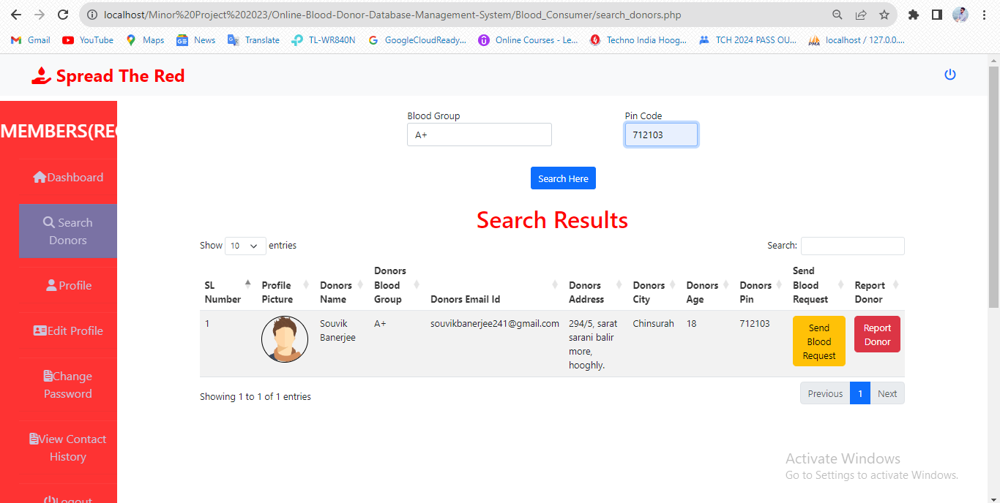 localhost/Minor%20Project%202023/Online-Blood-Donor-Database-Management-System/Blood_Consumer/search_donors.php
Gmail YouTube Maps News Translate TL-WR840N GoogleCloudReady... Online Courses - Le... Techno India Hoog... TCH 2024 PASS OU... localhost / 127.0.0....
Spread The Red
MEMBERS(REC
Dashboard
Search
Donors
Profile
Edit Profile
Change
Password
View Contact
History
Logout
Blood Group
A+
Pin Code
712103
Search Here
Search Results
Show 10 entries
Search:
SL
Number
Profile
Picture
Donors
Name
Donors
Blood
Group
Donors Email Id
Donors
Address
Donors
City
Donors
Age
Donors
Pin
Send
Blood
Request
Report
Donor
1
Souvik
Banerjee
A+
souvikbanerjee241@gmail.com
294/5, sarat
sarani balir
more,
hooghly.
Chinsurah
18
712103
Send
Blood
Request
Report
Donor
Showing 1 to 1 of 1 entries
Previous 1 Next
Activate Windows
Go to Settings to activate Windows.